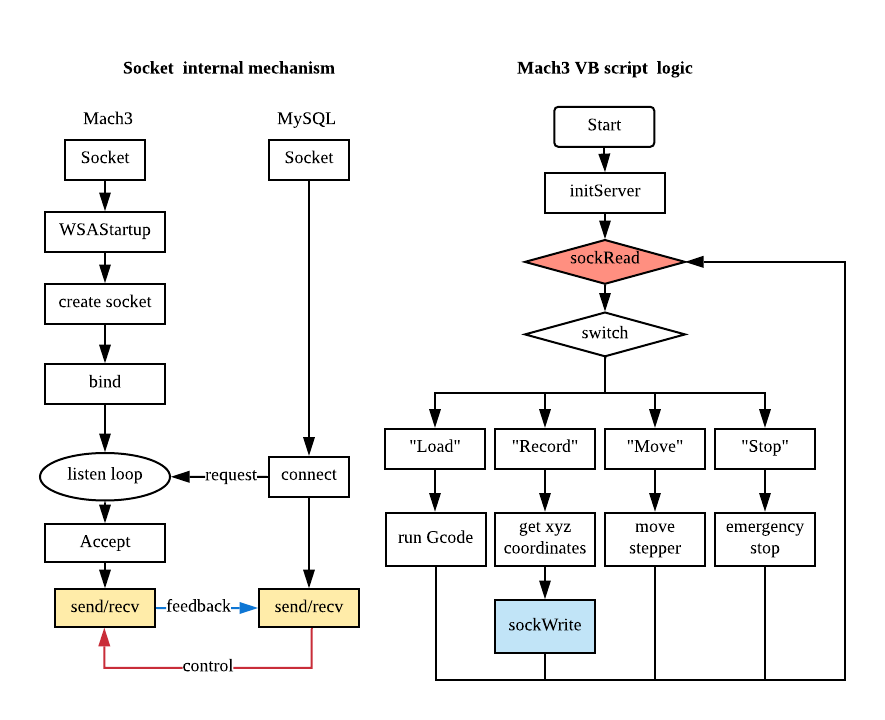 Socket internal mechanism
Mach3
MySQL
Socket
Socket
WSAStartup
create socket
bind
listen loop
request
connect
Accept
send/recv
feedback
send/recv
control
Mach3 VB script logic
Start
initServer
sockRead
switch
"Load"
"Record"
"Move"
"Stop"
run Gcode
get xyz
coordinates
move
stepper
emergency
stop
sockWrite